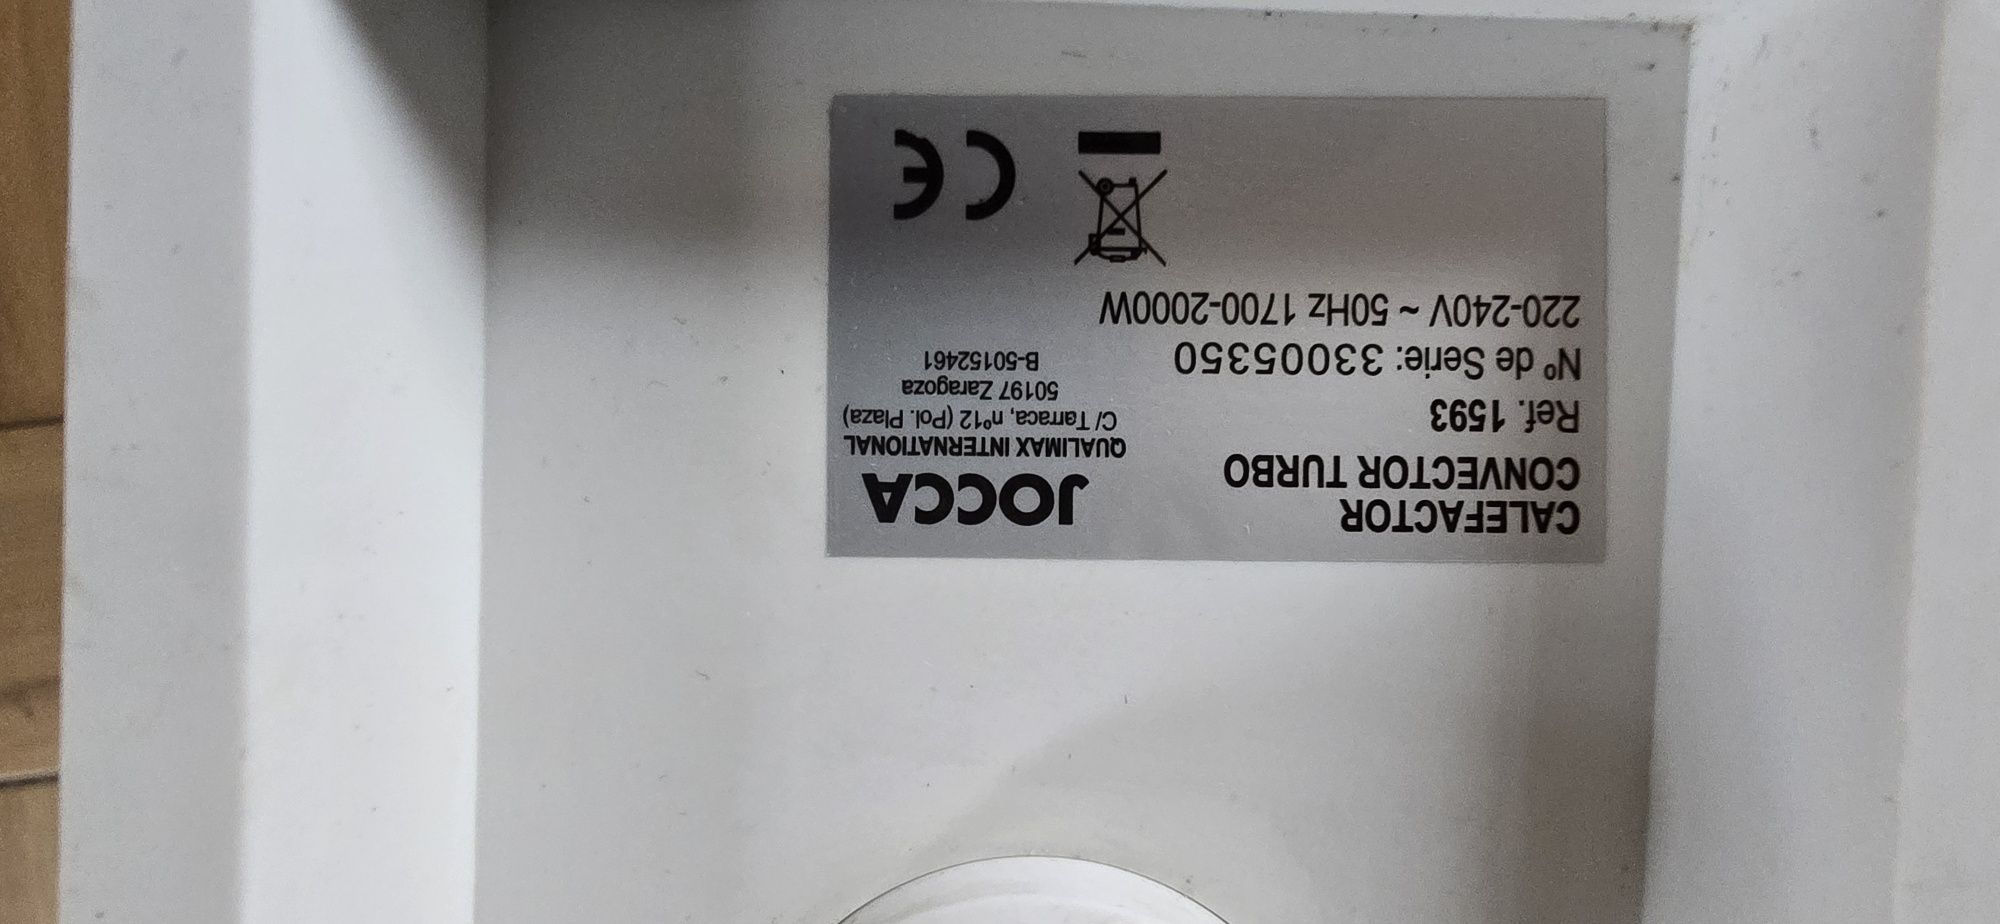 CALEFACTOR
CONVECTOR TURBO
Ref. 1593
Nº de Serie: 33005350
220-240V ~ 50Hz 1700-2000W
JOCCA
QUALIMAX INTERNATIONAL
C/ Tarraca, nº12 (Pol. Plaza)
50197 Zaragoza
B-50152461
CE